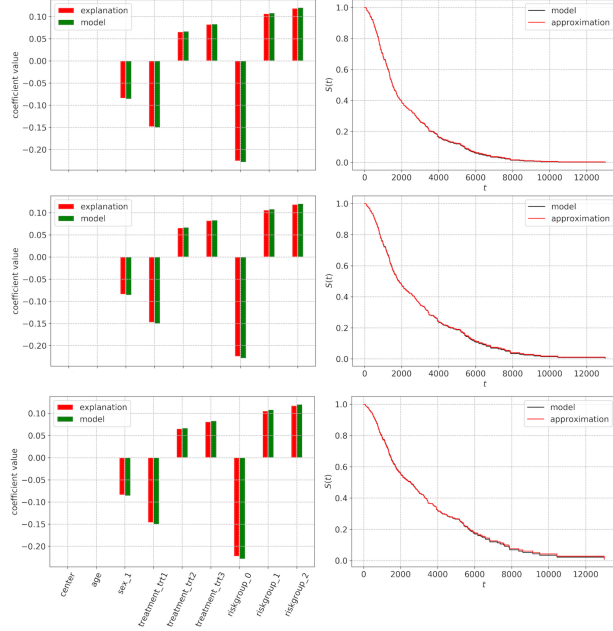 explanation
model
0.10
0.05
0.00
−0.05
−0.10
−0.15
−0.20
coefficient value
model
approximation
1.0
0.8
0.6
0.4
0.2
0.0
S(t)
0 2000 4000 6000 8000 10000 12000
t
explanation
model
0.10
0.05
0.00
−0.05
−0.10
−0.15
−0.20
coefficient value
model
approximation
1.0
0.8
0.6
0.4
0.2
0.0
S(t)
0 2000 4000 6000 8000 10000 12000
t
explanation
model
0.10
0.05
0.00
−0.05
−0.10
−0.15
−0.20
coefficient value
center
age
sex_1
treatment_trt1
treatment_trt2
treatment_trt3
riskgroup_0
riskgroup_1
riskgroup_2
model
approximation
1.0
0.8
0.6
0.4
0.2
0.0
S(t)
0 2000 4000 6000 8000 10000 12000
t